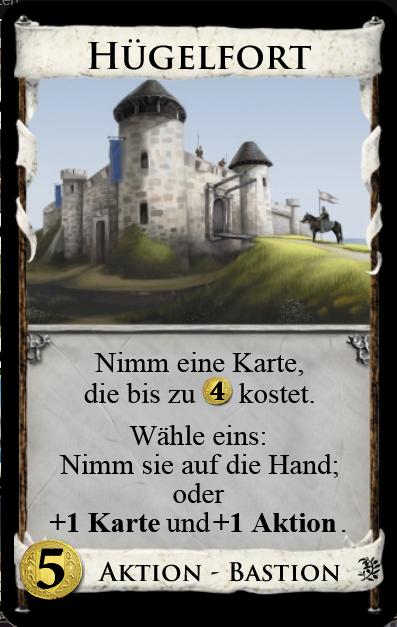 HÜGELFORT
Nimm eine Karte,
die bis zu 4 kostet.
Wähle eins:
Nimm sie auf die Hand;
oder
+1 Karte und +1 Aktion.
5 AKTION - BASTION